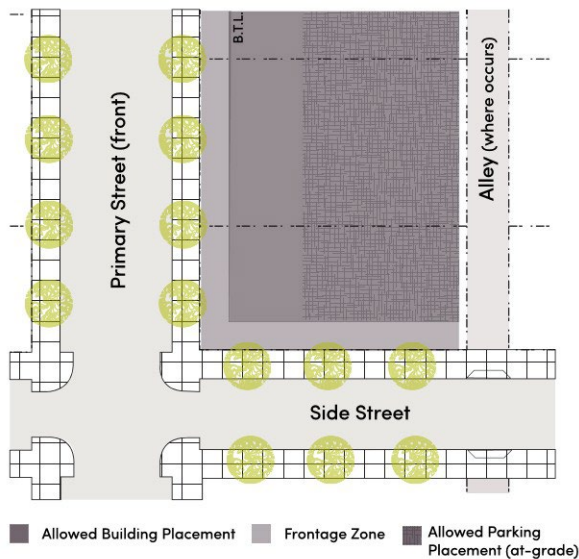 B.T.L.
Primary Street (front)
Alley (where occurs)
Side Street
Allowed Building Placement
Frontage Zone
Allowed Parking
Placement (at-grade)